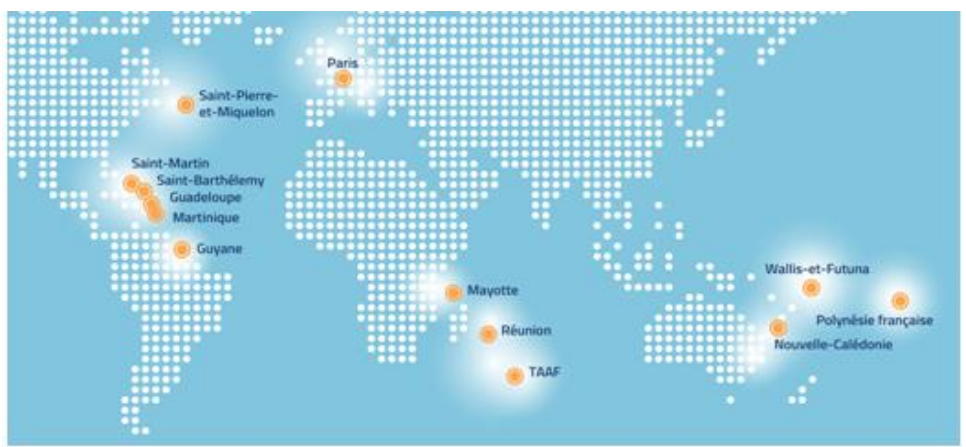 Paris
Saint-Pierre-
et-Miquelon
Saint-Martin
Saint-Barthélemy
Guadeloupe
Martinique
Guyane
Wallis-et-Futuna
Mayotte
Polynésie française
Réunion
Nouvelle-Calédonie
TAAF